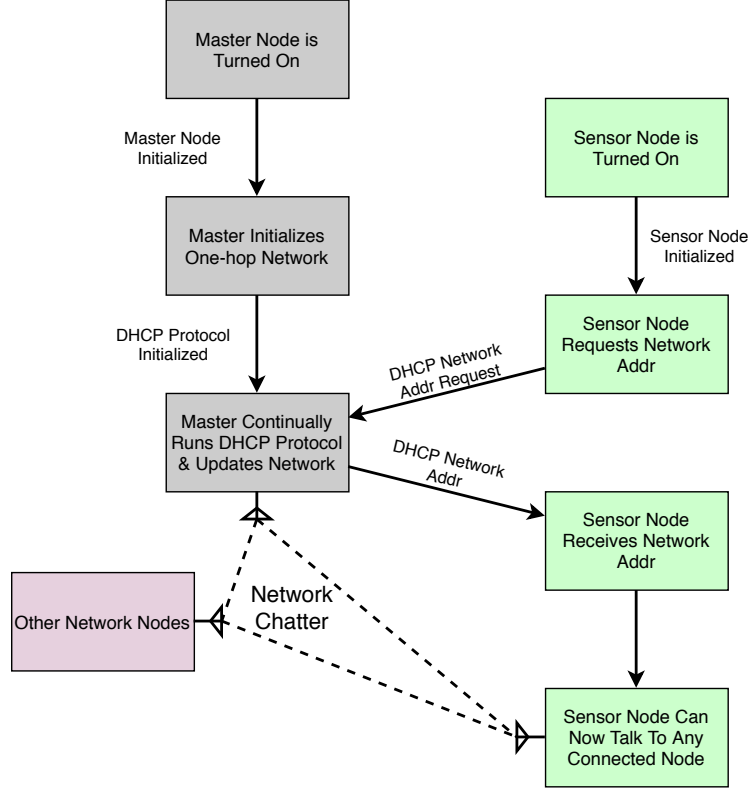 Master Node is
Turned On
Master Node
Initialized
Sensor Node is
Turned On
Master Initializes
One-hop Network
Sensor Node
Initialized
DHCP Protocol
Initialized
Sensor Node
Requests Network
Addr
DHCP Network
Addr Request
Master Continually
Runs DHCP Protocol
& Updates Network
DHCP Network
Addr
Sensor Node
Receives Network
Addr
Other Network Nodes
Network
Chatter
Sensor Node Can
Now Talk To Any
Connected Node